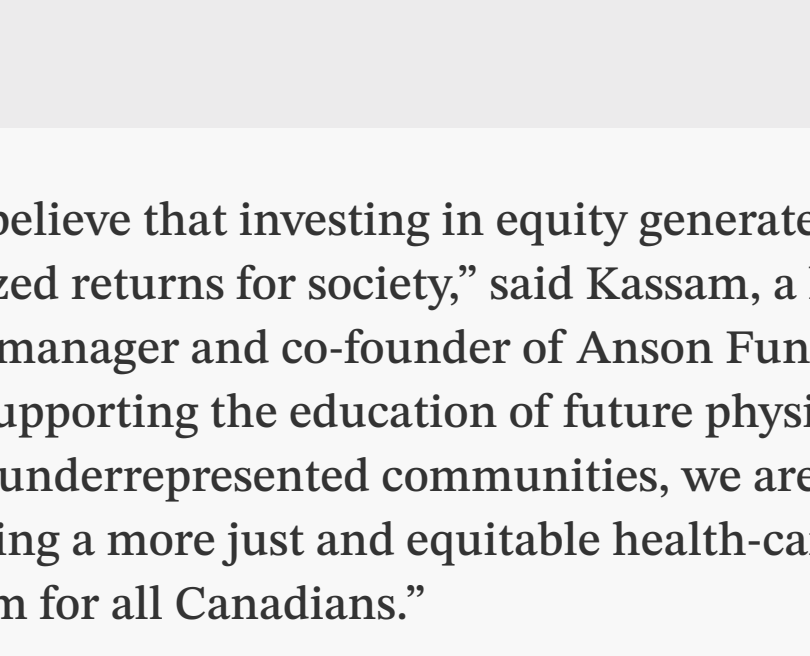 believe that investing in equity generate
zed returns for society,” said Kassam, a
manager and co-founder of Anson Fun
upporting the education of future physi
underrepresented communities, we are
ing a more just and equitable health-ca
m for all Canadians.”